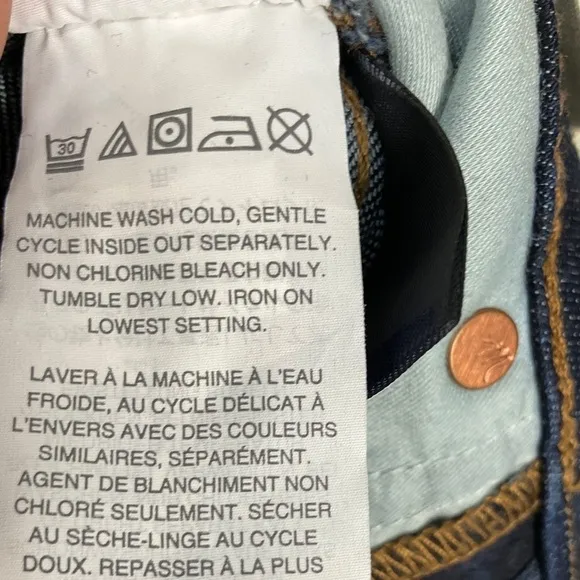 30
MACHINE WASH COLD, GENTLE
CYCLE INSIDE OUT SEPARATELY.
NON CHLORINE BLEACH ONLY.
TUMBLE DRY LOW. IRON ON
LOWEST SETTING.
LAVER À LA MACHINE À L'EAU
FROIDE, AU CYCLE DÉLICAT À
L'ENVERS AVEC DES COULEURS
SIMILAIRES, SÉPARÉMENT.
AGENT DE BLANCHIMENT NON
CHLORÉ SEULEMENT. SÉCHER
AU SÈCHE-LINGE AU CYCLE
DOUX. REPASSER À LA PLUS